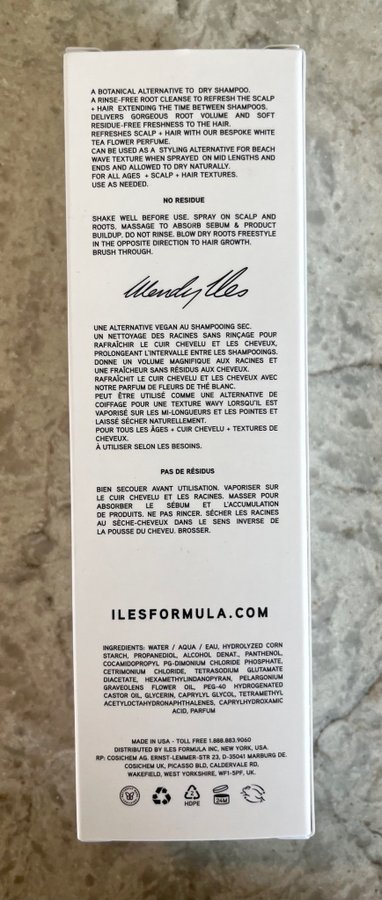 A BOTANICAL ALTERNATIVE TO DRY SHAMPOO.
A RINSE-FREE ROOT CLEANSE TO REFRESH THE SCALP
+ HAIR EXTENDING THE TIME BETWEEN SHAMPOOS.
DELIVERS GORGEOUS ROOT VOLUME AND SOFT
RESIDUE-FREE FRESHNESS TO THE HAIR.
REFRESHES SCALP + HAIR WITH OUR BESPOKE WHITE
TEA FLOWER PERFUME.
CAN BE USED AS A STYLING ALTERNATIVE FOR BEACH
WAVE TEXTURE WHEN SPRAYED ON MID LENGTHS AND
ENDS AND ALLOWED TO DRY NATURALLY.
FOR ALL AGES + SCALP + HAIR TEXTURES.
USE AS NEEDED.
NO RESIDUE
SHAKE WELL BEFORE USE. SPRAY ON SCALP AND
ROOTS. MASSAGE TO ABSORB SEBUM & PRODUCT
BUILDUP. DO NOT RINSE. BLOW DRY ROOTS FREESTYLE
IN THE OPPOSITE DIRECTION TO HAIR GROWTH.
BRUSH THROUGH.
Wendy Iles
UNE ALTERNATIVE VEGAN AU SHAMPOOING SEC.
UN NETTOYAGE DES RACINES SANS RINÇAGE POUR
RAFRAÎCHIR LE CUIR CHEVELU ET LES CHEVEUX,
PROLONGEANT L'INTERVALLE ENTRE LES SHAMPOOINGS.
DONNE UN VOLUME MAGNIFIQUE AUX RACINES ET
UNE FRAÎCHEUR SANS RÉSIDUS AUX CHEVEUX.
RAFRAÎCHIT LE CUIR CHEVELU ET LES CHEVEUX AVEC
NOTRE PARFUM DE FLEURS DE THÉ BLANC.
PEUT ÊTRE UTILISÉ COMME UNE ALTERNATIVE DE
COIFFAGE POUR UNE TEXTURE WAVY LORSQU'IL EST
VAPORISÉ SUR LES MI-LONGUEURS ET LES POINTES ET
LAISSÉ SÉCHER NATURELLEMENT.
POUR TOUS LES ÂGES + CUIR CHEVELU + TEXTURES DE
CHEVEUX.
À UTILISER SELON LES BESOINS.
PAS DE RÉSIDUS
BIEN SECOUER AVANT UTILISATION. VAPORISER SUR
LE CUIR CHEVELU ET LES RACINES. MASSER POUR
ABSORBER LE SÉBUM ET L'ACCUMULATION
DE PRODUITS. NE PAS RINCER. SÉCHER LES RACINES
AU SÈCHE-CHEVEUX DANS LE SENS INVERSE DE
LA POUSSE DU CHEVEU. BROSSER.
ILESFORMULA.COM
INGREDIENTS: WATER / AQUA / EAU, HYDROLYZED CORN
STARCH, PROPANEDIOL, ALCOHOL DENAT., PANTHENOL,
COCAMIDOPROPYL PG-DIMONIUM CHLORIDE PHOSPHATE,
CETRIMONIUM CHLORIDE, TETRASODIUM GLUTAMATE
DIACETATE, HEXAMETHYLINDANOPYRAN, PELARGONIUM
GRAVEOLENS FLOWER OIL, PEG-40 HYDROGENATED
CASTOR OIL, GLYCERIN, CAPRYLYL GLYCOL, TETRAMETHYL
ACETYLOCTAHYDRONAPHTHALENES, CAPRYLHYDROXAMIC
ACID, PARFUM
MADE IN USA - TOLL FREE 1.888.883.9060
DISTRIBUTED BY ILES FORMULA INC, NEW YORK, USA.
RP: COSICHEM AG. ERNST-LEMMER-STR 23, D-35041 MARBURG DE.
COSICHEM UK, PICASSO BLD, CALDERVALE RD,
WAKEFIELD, WEST YORKSHIRE, WF1-5PF, UK.
2
HDPE
24M